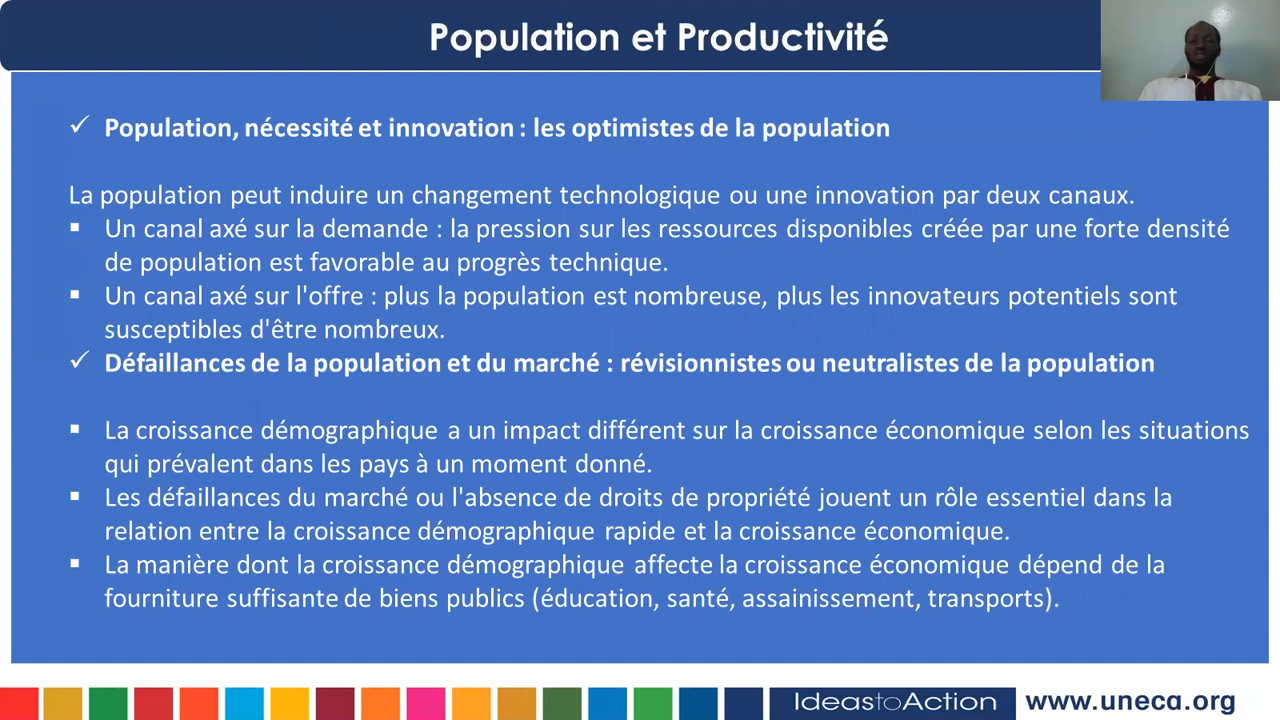 Population et Productivité
✓ Population, nécessité et innovation : les optimistes de la population
La population peut induire un changement technologique ou une innovation par deux canaux.
▪ Un canal axé sur la demande : la pression sur les ressources disponibles créée par une forte densité
de population est favorable au progrès technique.
▪ Un canal axé sur l'offre : plus la population est nombreuse, plus les innovateurs potentiels sont
susceptibles d'être nombreux.
✓ Défaillances de la population et du marché : révisionnistes ou neutralistes de la population
▪ La croissance démographique a un impact différent sur la croissance économique selon les situations
qui prévalent dans les pays à un moment donné.
▪ Les défaillances du marché ou l'absence de droits de propriété jouent un rôle essentiel dans la
relation entre la croissance démographique rapide et la croissance économique.
▪ La manière dont la croissance démographique affecte la croissance économique dépend de la
fourniture suffisante de biens publics (éducation, santé, assainissement, transports).
IdeastoAction www.uneca.org